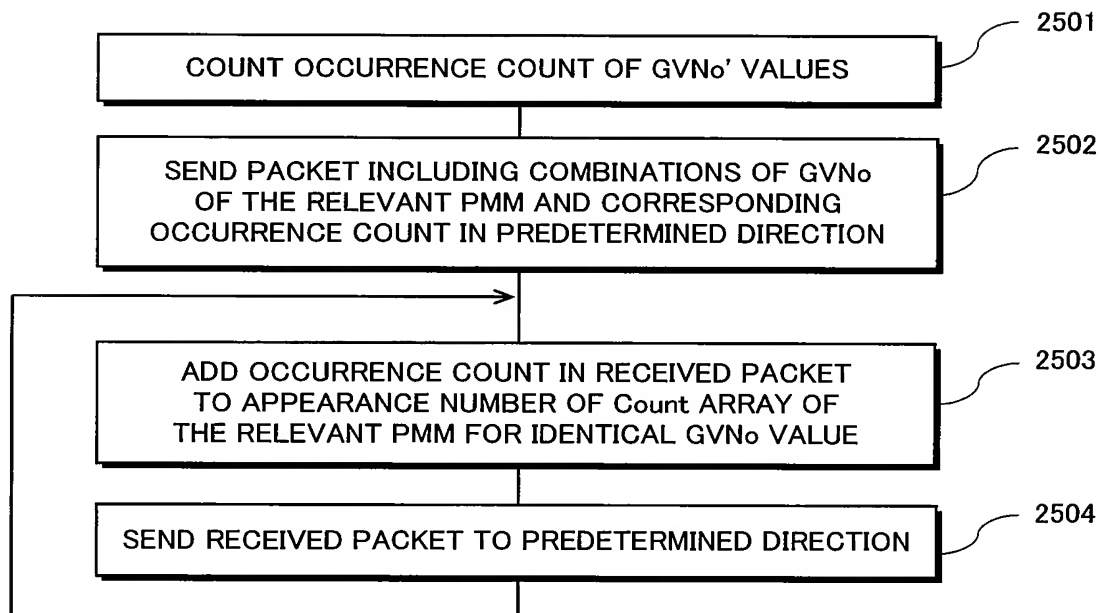 2501
COUNT OCCURRENCE COUNT OF GVNo' VALUES
2502
SEND PACKET INCLUDING COMBINATIONS OF GVNo
OF THE RELEVANT PMM AND CORRESPONDING
OCCURRENCE COUNT IN PREDETERMINED DIRECTION
2503
ADD OCCURRENCE COUNT IN RECEIVED PACKET
TO APPEARANCE NUMBER OF Count ARRAY OF
THE RELEVANT PMM FOR IDENTICAL GVNo VALUE
2504
SEND RECEIVED PACKET TO PREDETERMINED DIRECTION